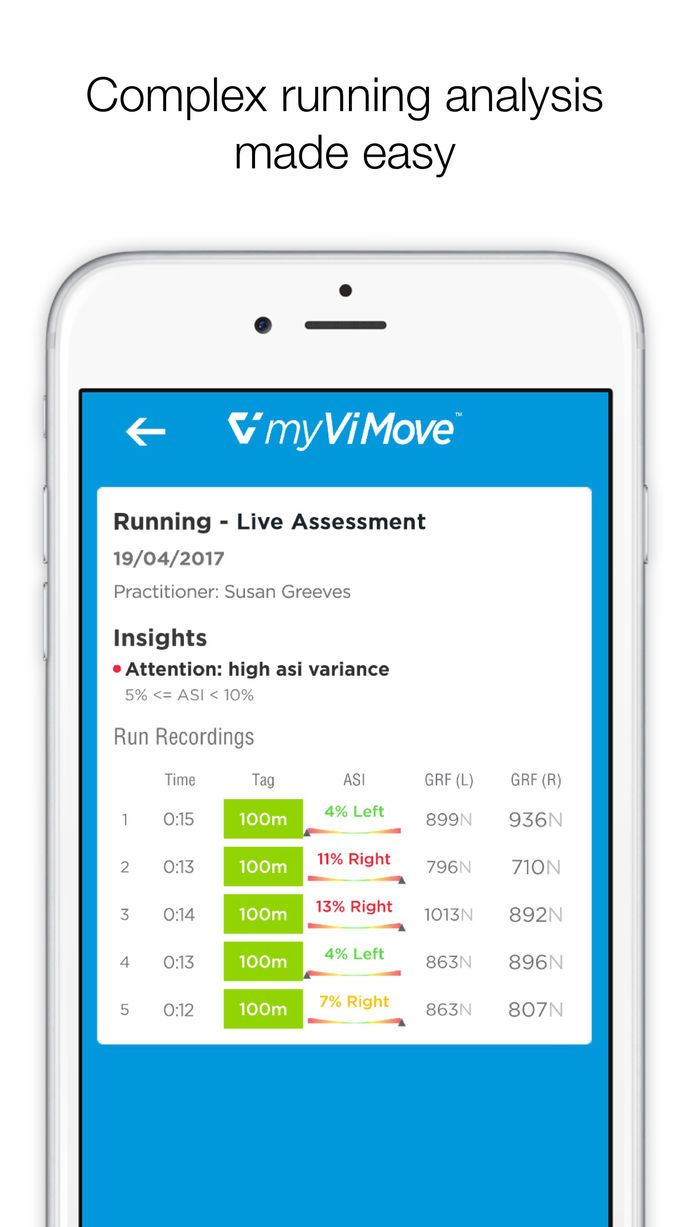 Complex running analysis
made easy
myViMove™
Running - Live Assessment
19/04/2017
Practitioner: Susan Greeves
Insights
Attention: high asi variance
5% <= ASI < 10%
Run Recordings
Time Tag ASI GRF (L) GRF (R)
1 0:15 100m 4% Left 899N 936N
2 0:13 100m 11% Right 796N 710N
3 0:14 100m 13% Right 1013N 892N
4 0:13 100m 4% Left 863N 896N
5 0:12 100m 7% Right 863N 807N